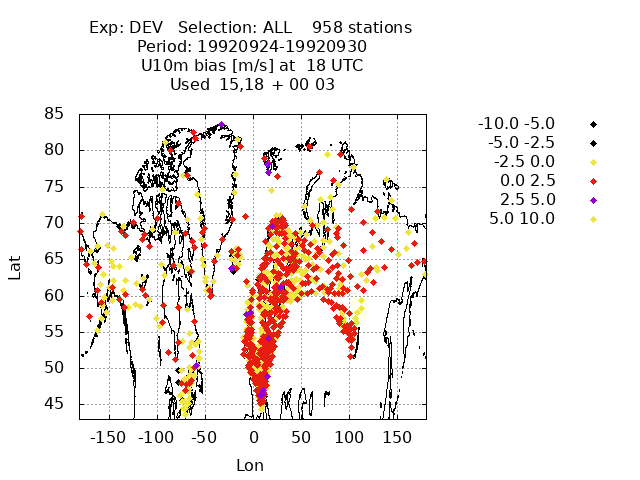 Exp: DEV   Selection: ALL    958 stations
Period: 19920924-19920930
U10m bias [m/s] at  18 UTC
Used  15,18 + 00 03
85
80
75
70
65
60
55
50
45
Lat
-150 -100 -50 0 50 100 150
Lon
-10.0 -5.0
-5.0 -2.5
-2.5 0.0
0.0 2.5
2.5 5.0
5.0 10.0